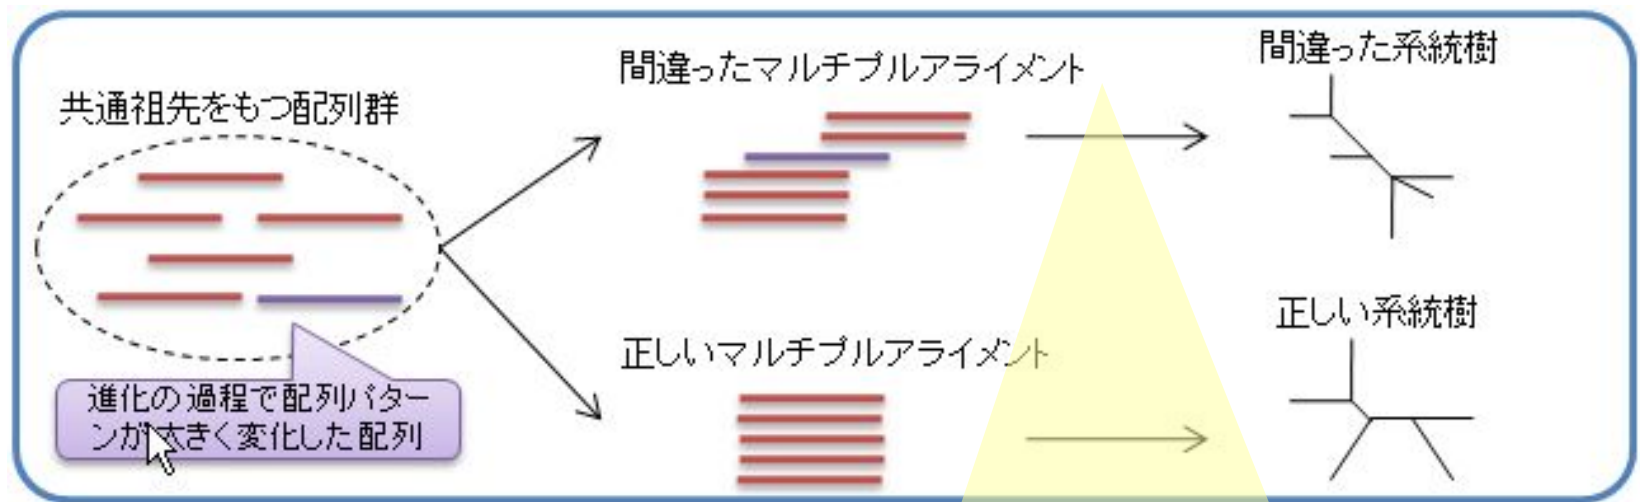 間違った系統樹
間違ったマルチプルアライメント
共通祖先をもつ配列群
正しい系統樹
正しいマルチプルアライメント
進化の過程で配列パター
ンが大きく変化した配列